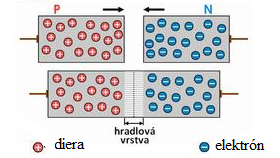 P N
hradlová
vrstva
diera elektrón